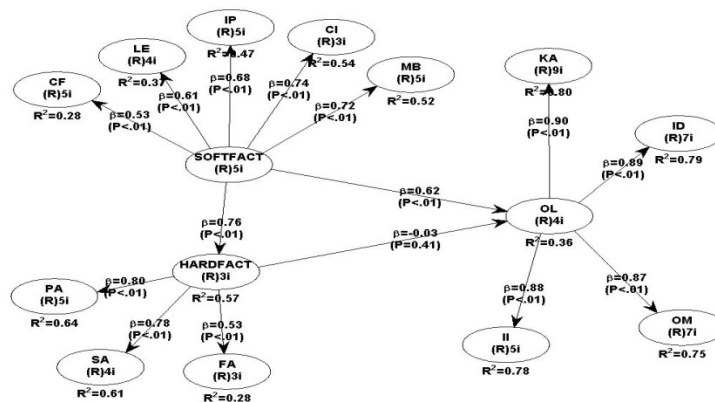 IP
(R)5i
R²=0.47
CI
(R)3i
R²=0.54
LE
(R)4i
R²=0.37
CF
(R)5i
R²=0.28
MB
(R)5i
R²=0.52
β=0.53
(P<.01)
β=0.61
(P<.01)
β=0.68
(P<.01)
β=0.74
(P<.01)
β=0.72
(P<.01)
SOFTFACT
(R)5i
KA
(R)9i
R²=0.80
β=0.90
(P<.01)
ID
(R)7i
R²=0.79
β=0.89
(P<.01)
β=0.62
(P<.01)
OL
(R)4i
R²=0.36
β=0.76
(P<.01)
β=-0.03
(P=0.41)
HARDFACT
(R)3i
R²=0.57
PA
(R)5i
R²=0.64
β=0.80
(P<.01)
β=0.78
(P<.01)
β=0.53
(P<.01)
SA
(R)4i
R²=0.61
FA
(R)3i
R²=0.28
β=0.88
(P<.01)
β=0.87
(P<.01)
II
(R)5i
R²=0.78
OM
(R)7i
R²=0.75